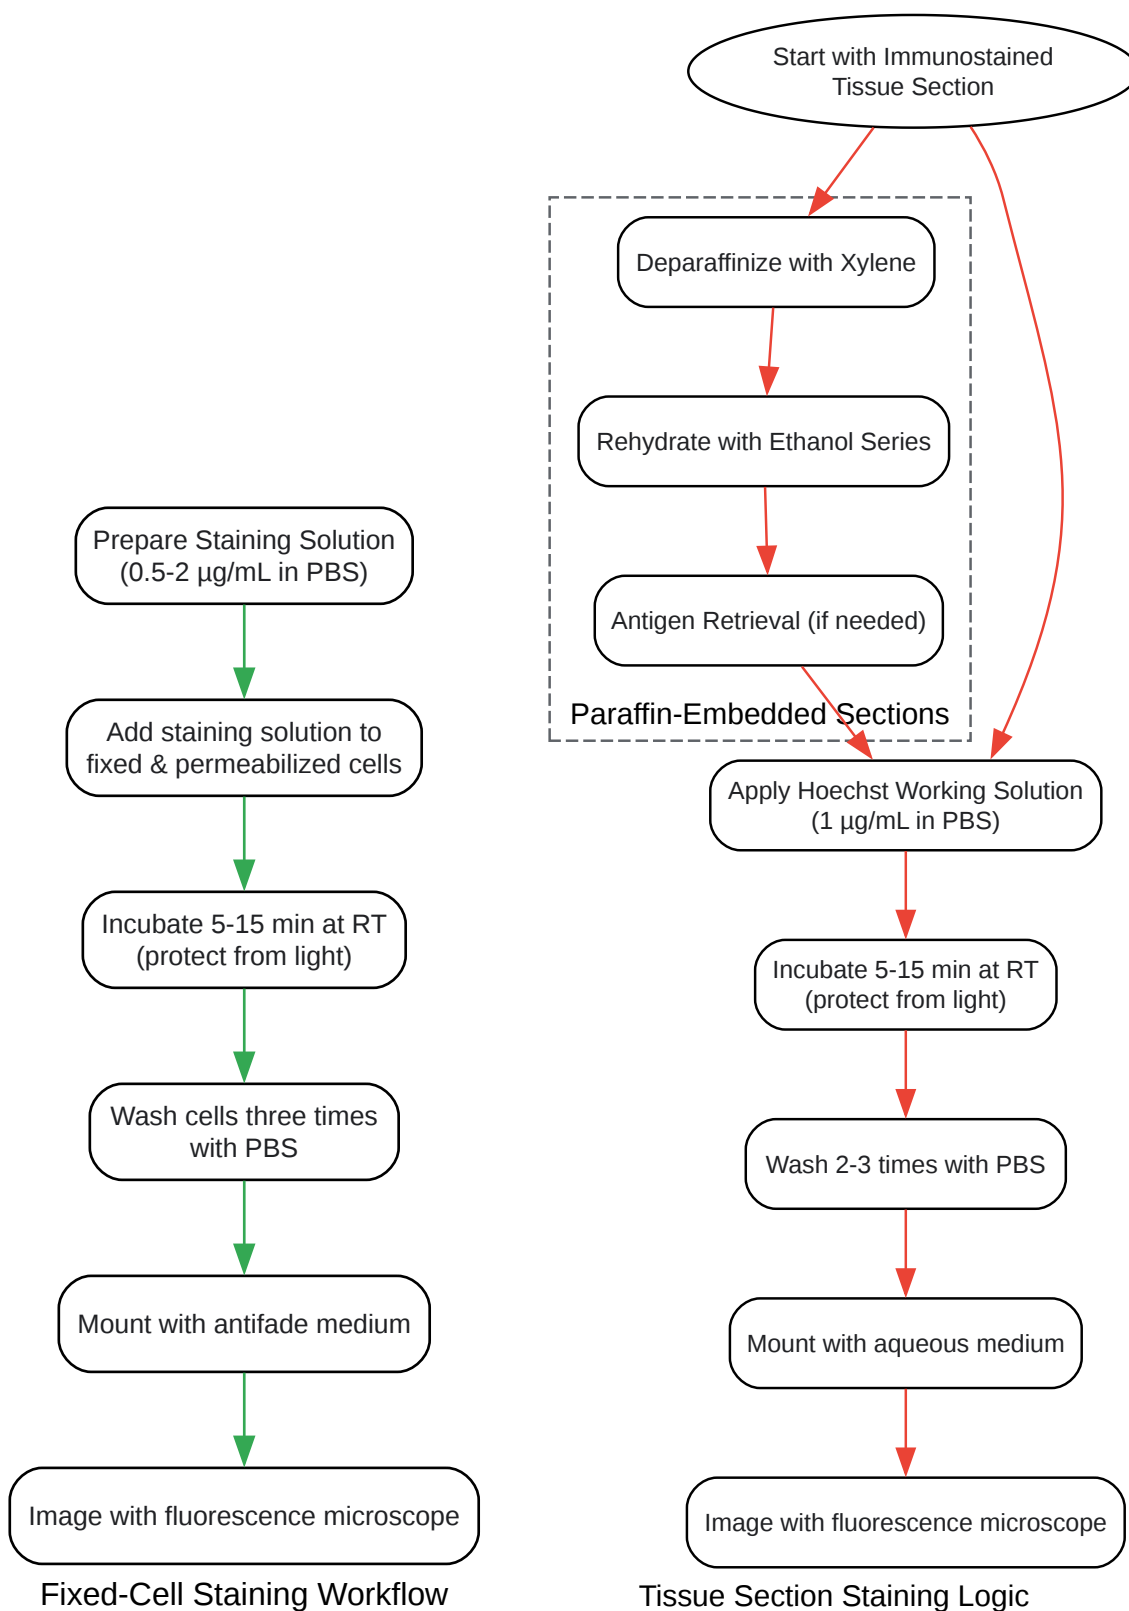 Prepare Staining Solution
(0.5-2 µg/mL in PBS)
Add staining solution to
fixed & permeabilized cells
Incubate 5-15 min at RT
(protect from light)
Wash cells three times
with PBS
Mount with antifade medium
Image with fluorescence microscope
Fixed-Cell Staining Workflow
Start with Immunostained
Tissue Section
Deparaffinize with Xylene
Rehydrate with Ethanol Series
Antigen Retrieval (if needed)
Paraffin-Embedded Sections
Apply Hoechst Working Solution
(1 µg/mL in PBS)
Incubate 5-15 min at RT
(protect from light)
Wash 2-3 times with PBS
Mount with aqueous medium
Image with fluorescence microscope
Tissue Section Staining Logic